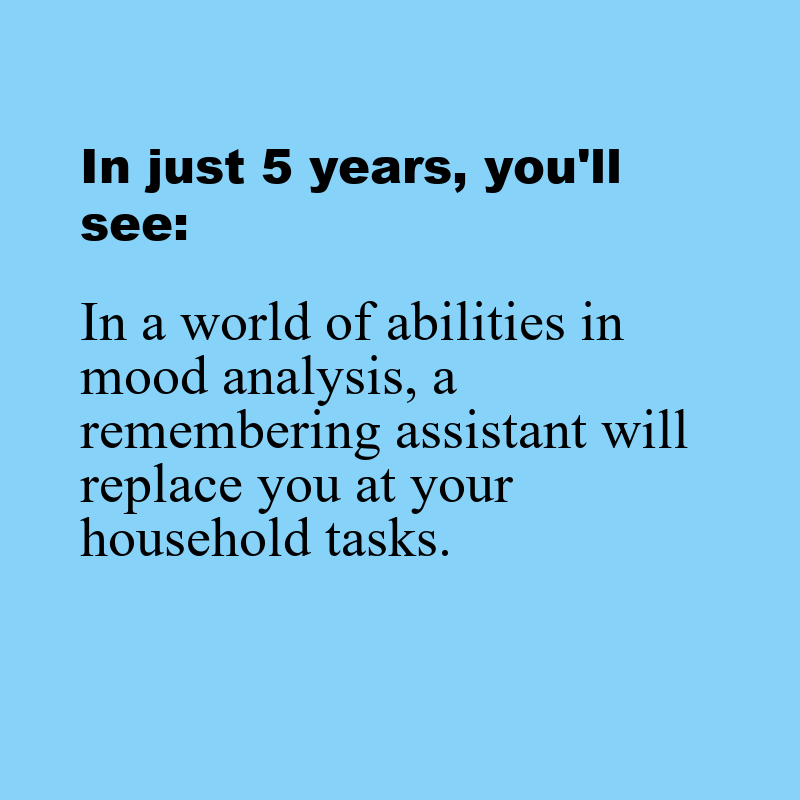 In just 5 years, you'll
see:
In a world of abilities in
mood analysis, a
remembering assistant will
replace you at your
household tasks.